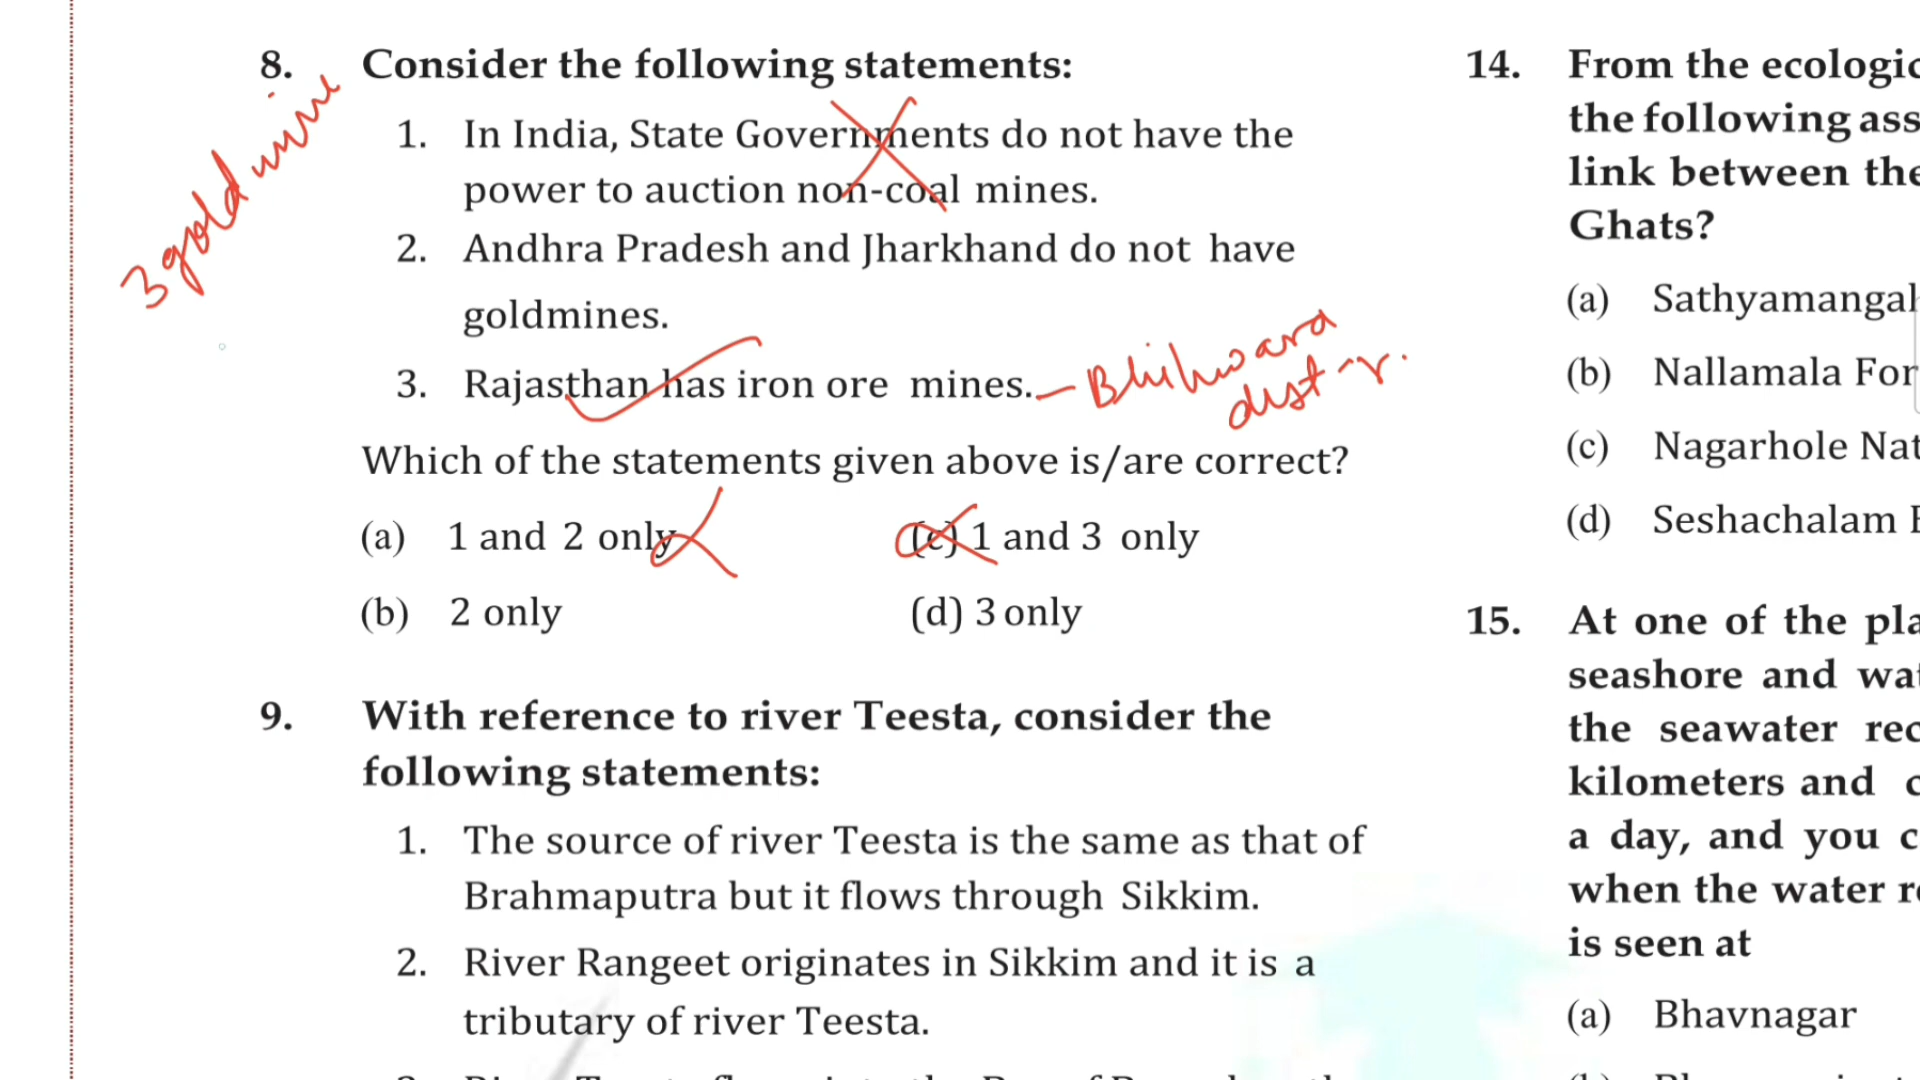 8. Consider the following statements:
1. In India, State Governments do not have the
power to auction non-coal mines.
2. Andhra Pradesh and Jharkhand do not have
goldmines.
3. Rajasthan has iron ore mines.
Which of the statements given above is/are correct?
(a) 1 and 2 only
(c) 1 and 3 only
(b) 2 only
(d) 3 only
3 gold mine
Bhilwara
dist r.
9. With reference to river Teesta, consider the
following statements:
1. The source of river Teesta is the same as that of
Brahmaputra but it flows through Sikkim.
2. River Rangeet originates in Sikkim and it is a
tributary of river Teesta.
14. From the ecologic
the following ass
link between the
Ghats?
(a) Sathyamangal
(b) Nallamala For
(c) Nagarhole Nat
(d) Seshachalam
15. At one of the pla
seashore and wat
the seawater rec
kilometers and c
a day, and you c
when the water re
is seen at
(a) Bhavnagar